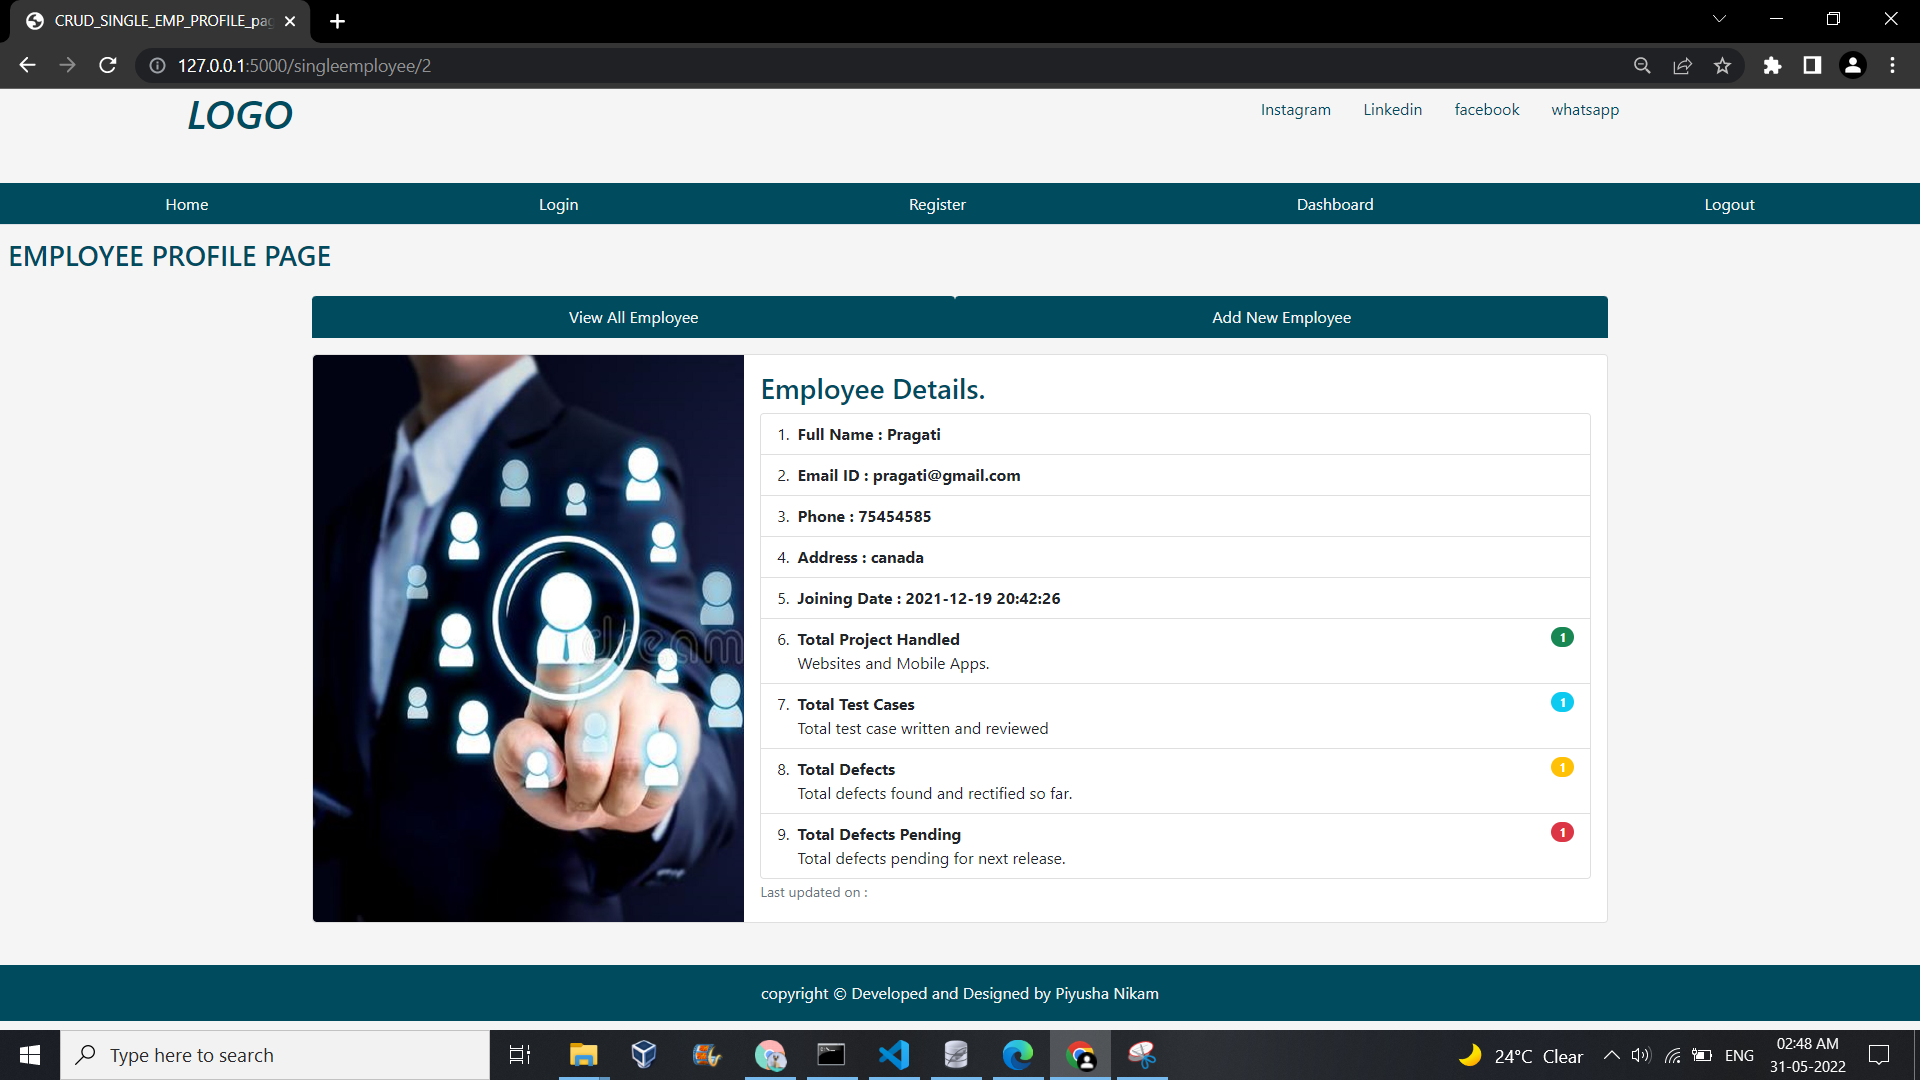 CRUD_SINGLE_EMP_PROFILE_pag
127.0.0.1:5000/singleemployee/2
LOGO
Instagram Linkedin facebook whatsapp
Home Login Register Dashboard Logout
EMPLOYEE PROFILE PAGE
View All Employee Add New Employee
Employee Details.
1. Full Name : Pragati
2. Email ID : pragati@gmail.com
3. Phone : 75454585
4. Address : canada
5. Joining Date : 2021-12-19 20:42:26
6. Total Project Handled 1
Websites and Mobile Apps.
7. Total Test Cases 1
Total test case written and reviewed
8. Total Defects 1
Total defects found and rectified so far.
9. Total Defects Pending 1
Total defects pending for next release.
Last updated on :
dream
copyright © Developed and Designed by Piyusha Nikam
Type here to search
24°C Clear
ENG
02:48 AM
31-05-2022